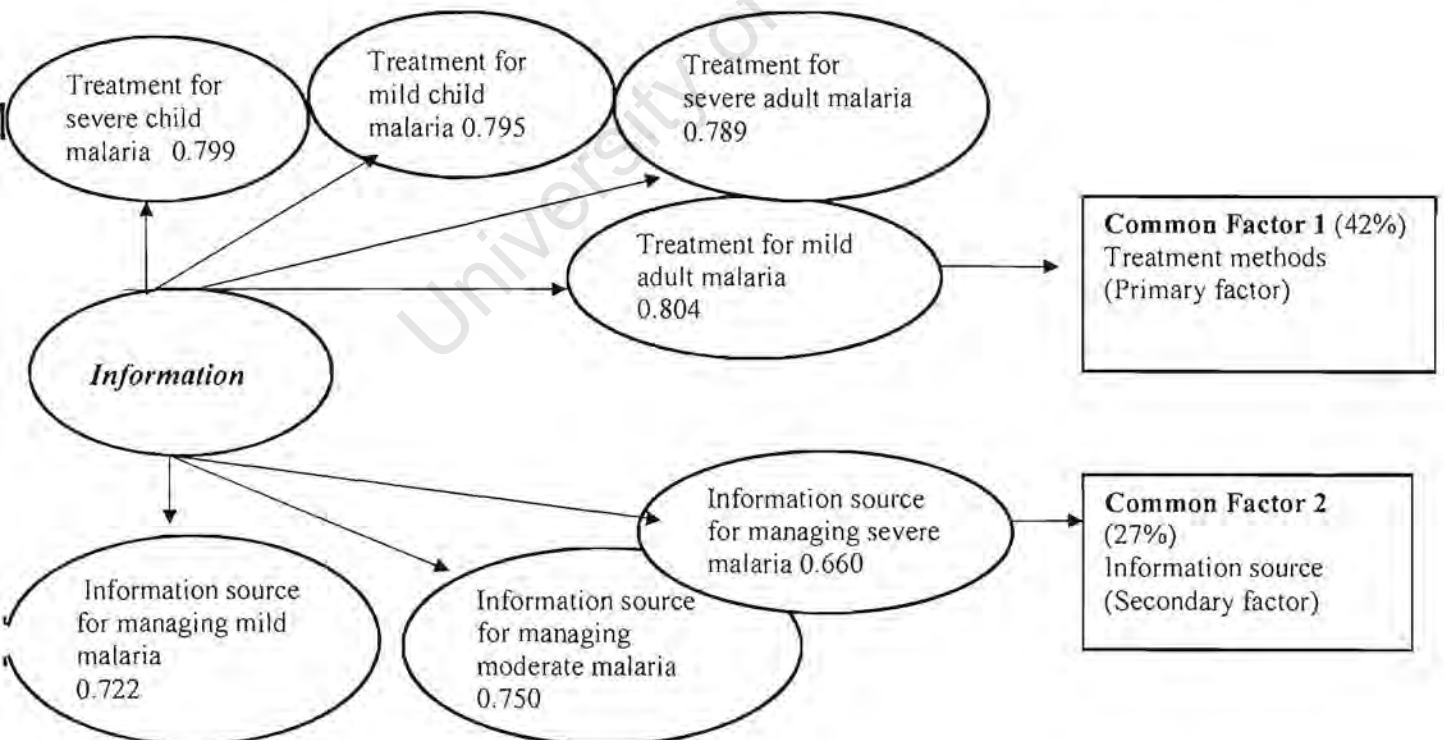 Treatment for
severe child
malaria 0.799
Treatment for
mild child
malaria 0.795
Treatment for
severe adult malaria
0.789
Treatment for mild
adult malaria
0.804
Common Factor 1 (42%)
Treatment methods
(Primary factor)
Information
Information source
for managing severe
malaria 0.660
Common Factor 2
(27%)
Information source
(Secondary factor)
Information source
for managing mild
malaria
0.722
Information source
for managing
moderate malaria
0.750
University of